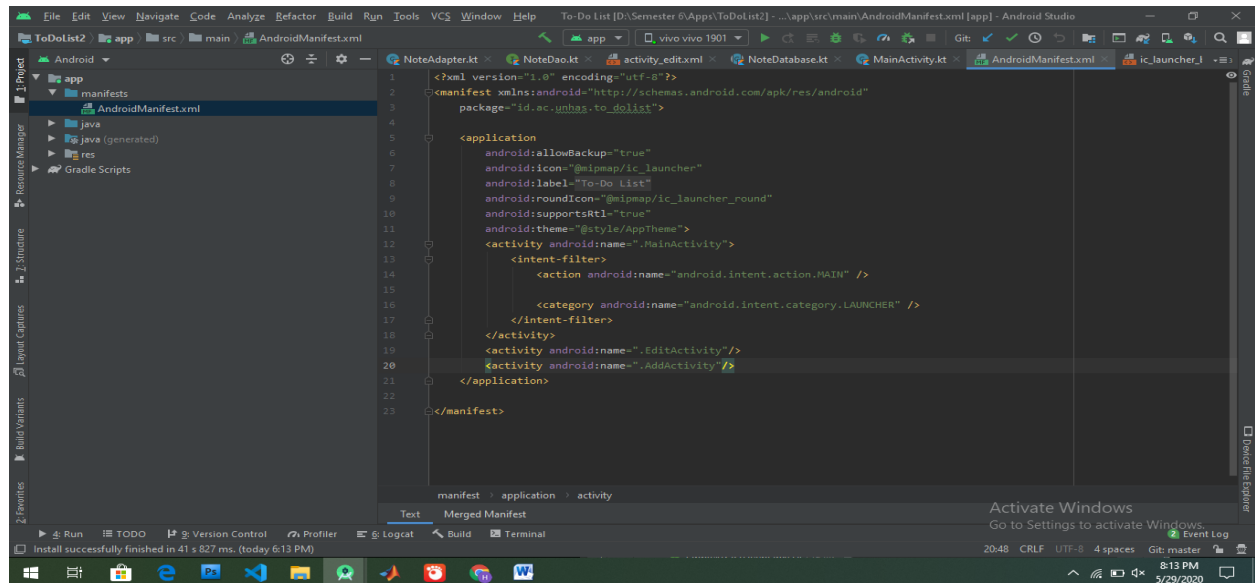 File Edit View Navigate Code Analyze Refactor Build Run Tools VCS Window Help To-Do List [D:\Semester 6\Apps\ToDoList2] - ...\app\src\main\AndroidManifest.xml [app] - Android Studio
ToDoList2 app src main AndroidManifest.xml app vivo vivo 1901 Git:
1: Project
Resource Manager
7: Structure
Layout Captures
Build Variants
2: Favorites
Android
app
manifests
AndroidManifest.xml
java
java (generated)
res
Gradle Scripts
NoteAdapter.kt NoteDao.kt activity_edit.xml NoteDatabase.kt MainActivity.kt AndroidManifest.xml ic_launcher_l
1 <?xml version="1.0" encoding="utf-8"?>
2 <manifest xmlns:android="http://schemas.android.com/apk/res/android"
3 package="id.ac.unhas.to_dolist">
4
5 <application
6 android:allowBackup="true"
7 android:icon="@mipmap/ic_launcher"
8 android:label="To-Do List"
9 android:roundIcon="@mipmap/ic_launcher_round"
10 android:supportsRtl="true"
11 android:theme="@style/AppTheme">
12 <activity android:name=".MainActivity">
13 <intent-filter>
14 <action android:name="android.intent.action.MAIN" />
15
16 <category android:name="android.intent.category.LAUNCHER" />
17 </intent-filter>
18 </activity>
19 <activity android:name=".EditActivity"/>
20 <activity android:name=".AddActivity"/>
21 </application>
22
23 </manifest>
manifest application activity
Text Merged Manifest
Gradle
Device File Explorer
Activate Windows
Go to Settings to activate Windows.
4: Run TODO 9: Version Control Profiler 6: Logcat Build Terminal 2 Event Log
Install successfully finished in 41 s 827 ms. (today 6:13 PM) 20:48 CRLF UTF-8 4 spaces Git: master
Ps
8:13 PM
5/29/2020